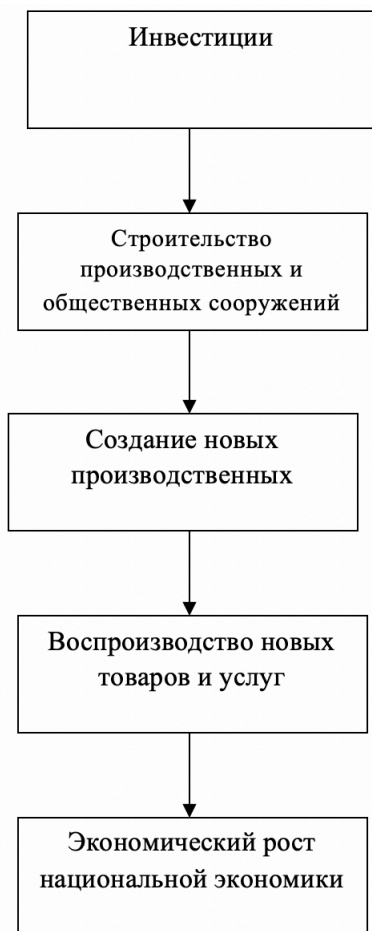 Инвестиции
Строительство
производственных и
общественных сооружений
Создание новых
производственных
Воспроизводство новых
товаров и услуг
Экономический рост
национальной экономики